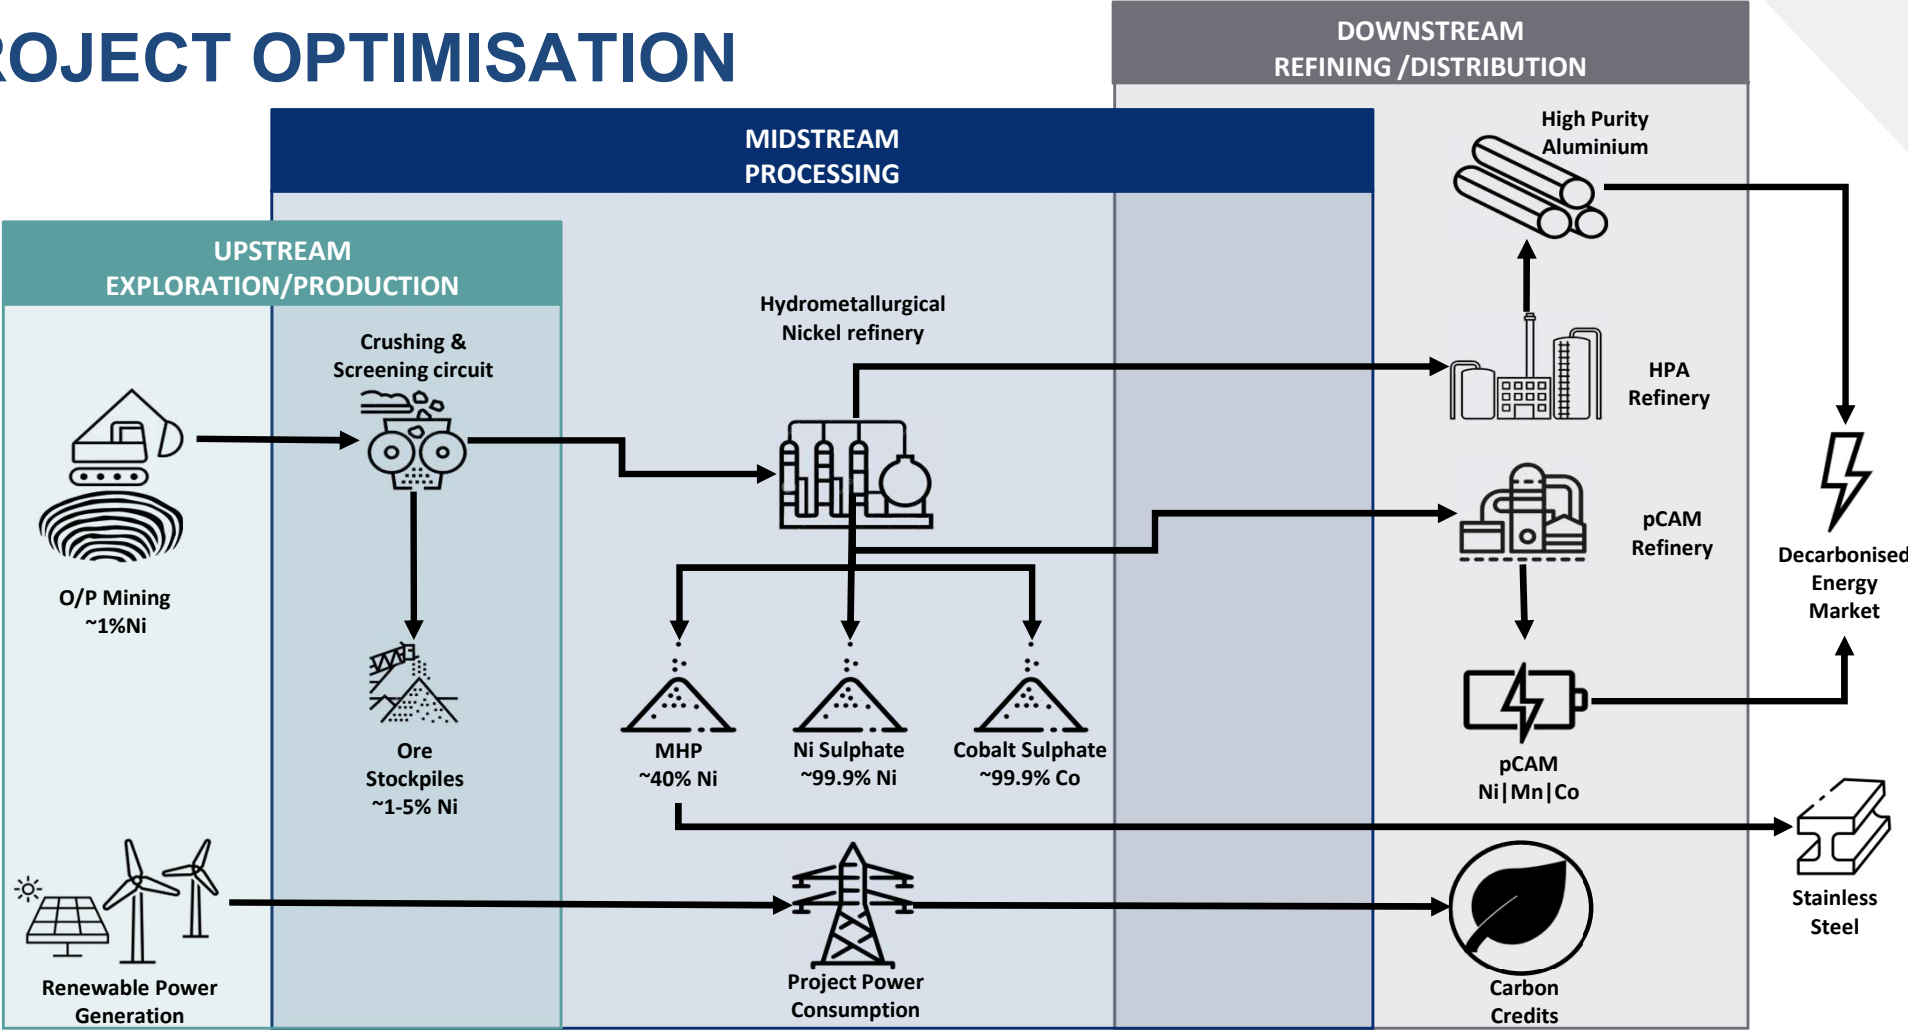 ROJECT OPTIMISATION
DOWNSTREAM
REFINING /DISTRIBUTION
MIDSTREAM
PROCESSING
UPSTREAM
EXPLORATION/PRODUCTION
High Purity
Aluminium
Hydrometallurgical
Nickel refinery
Crushing &
Screening circuit
HPA
Refinery
pCAM
Refinery
Decarbonised
Energy
Market
O/P Mining
~1%Ni
Ore
Stockpiles
~1-5% Ni
MHP
~40% Ni
Ni Sulphate
~99.9% Ni
Cobalt Sulphate
~99.9% Co
pCAM
Ni|Mn|Co
Stainless
Steel
Renewable Power
Generation
Project Power
Consumption
Carbon
Credits